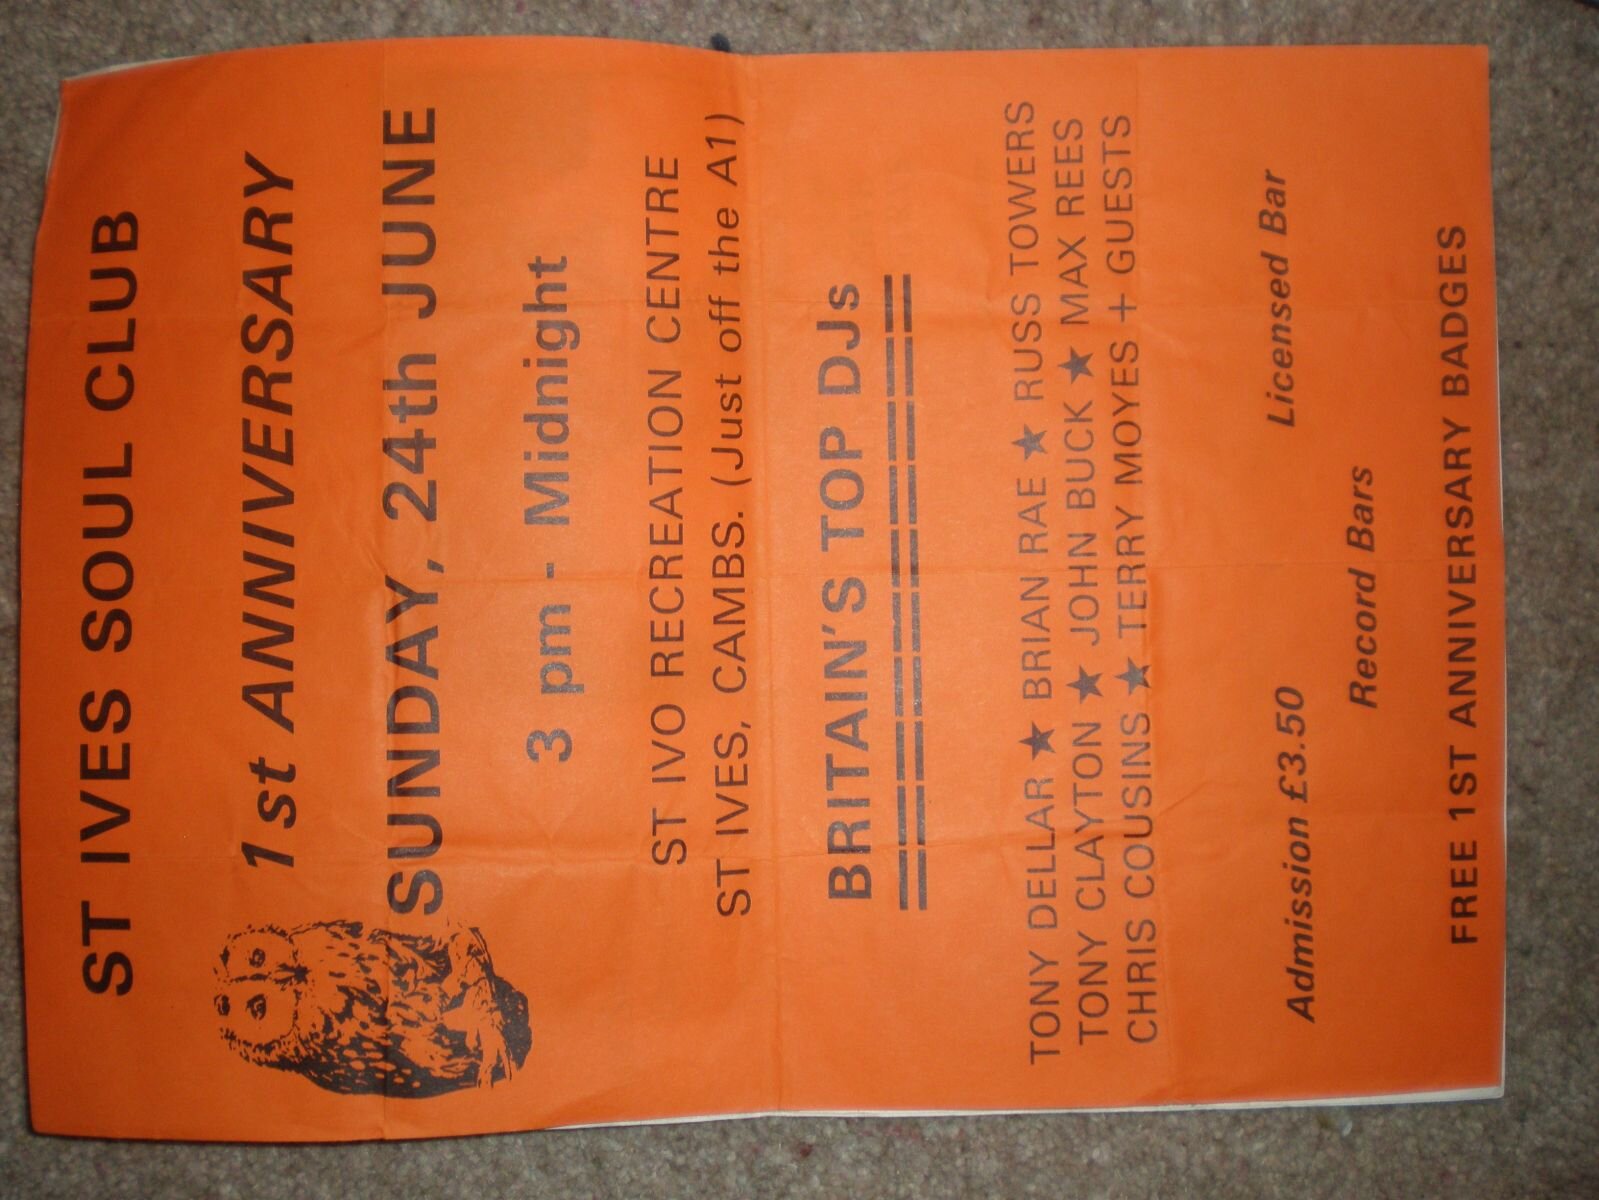 ST IVES SOUL CLUB
1st ANNIVERSARY
SUNDAY, 24th JUNE
3 pm - Midnight
ST IVO RECREATION CENTRE
ST IVES, CAMBS. (Just off the A1)
BRITAIN'S TOP DJs
TONY DELLAR ★ BRIAN RAE ★ RUSS TOWERS
TONY CLAYTON ★ JOHN BUCK ★ MAX REES
CHRIS COUSINS ★ TERRY MOYES + GUESTS
Admission £3.50 Licensed Bar
Record Bars
FREE 1ST ANNIVERSARY BADGES